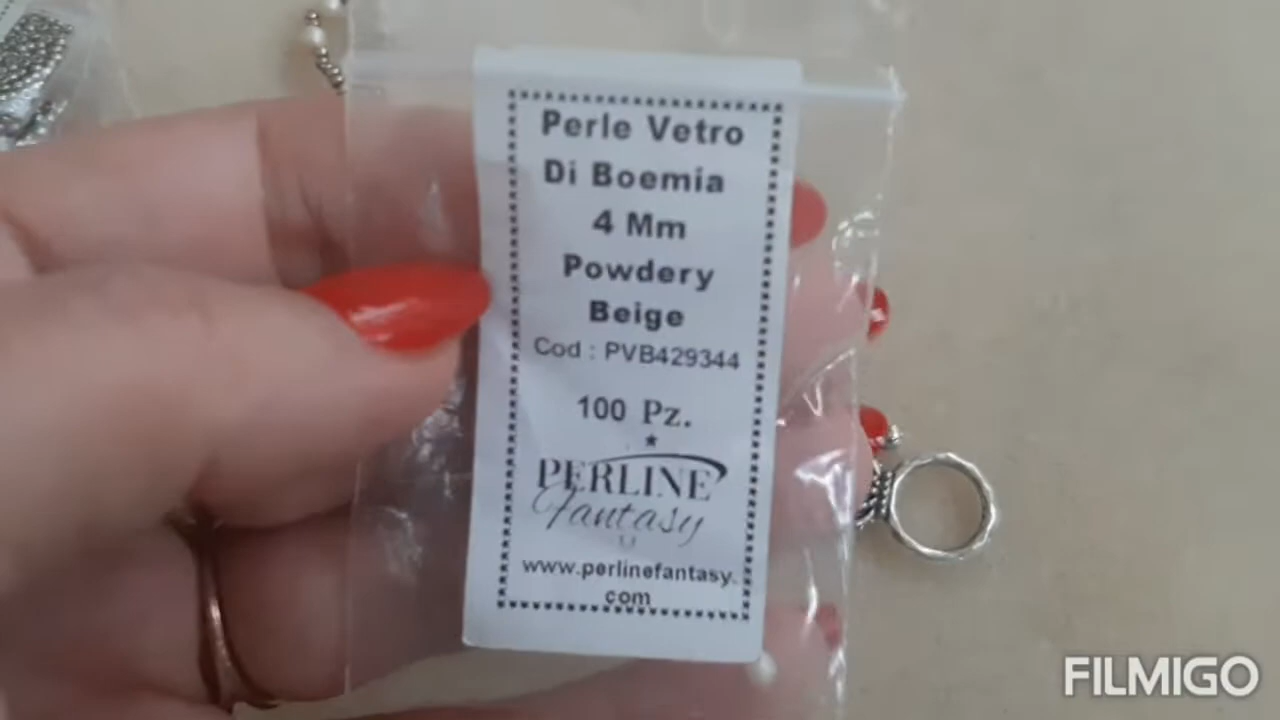 Perle Vetro
Di Boemia
4 Mm
Powdery
Beige
Cod : PVB429344
100 Pz.
PERLINE
Fantasy
www.perlinefantasy.
com
FILMIGO